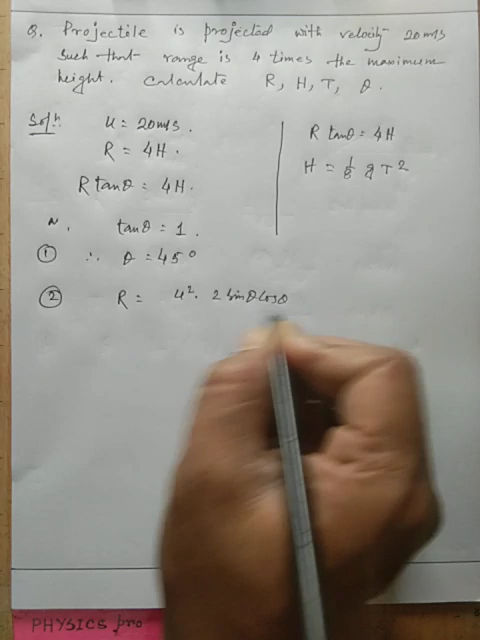 Q. Projectile is projected with velocity 20m/s
such that range is 4 times the maximum
height. Calculate R, H, T, θ.
Solⁿ:
u = 20m/s.
R = 4H.
R tanθ = 4H.
tanθ = 1.
① ∴ θ = 45°
② R = u². 2 sinθ cosθ
R tanθ = 4H
H = 1/8 g T2
PHYSICS pro